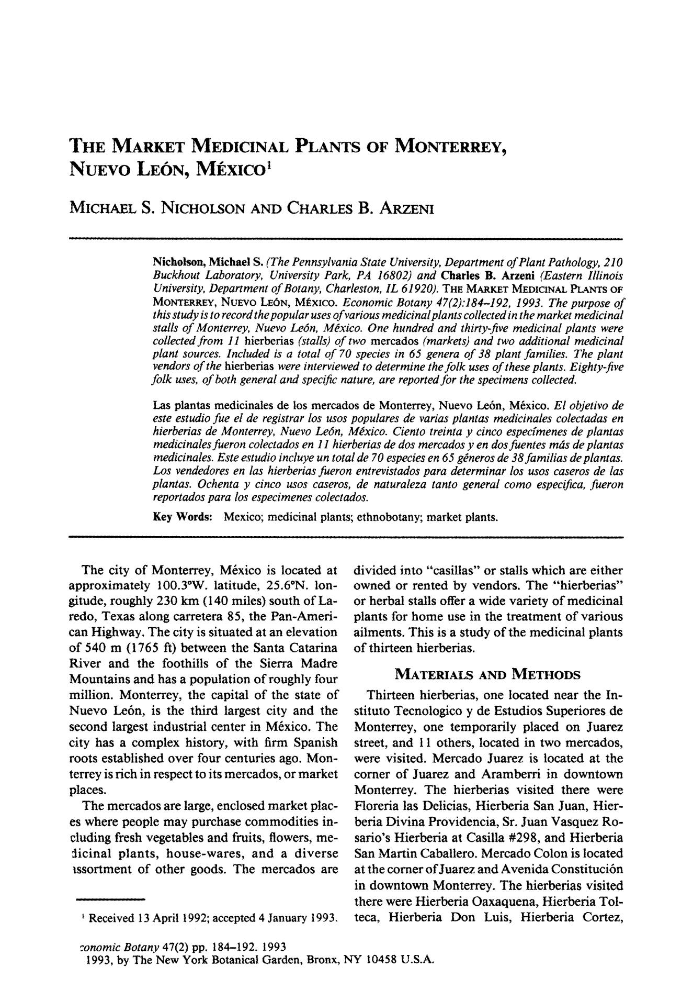 THE MARKET MEDICINAL PLANTS OF MONTERREY,
NUEVO LEÓN, MÉXICO¹
MICHAEL S. NICHOLSON AND CHARLES B. ARZENI
Nicholson, Michael S. (The Pennsylvania State University, Department of Plant Pathology, 210
Buckhout Laboratory, University Park, PA 16802) and Charles B. Arzeni (Eastern Illinois
University, Department of Botany, Charleston, IL 61920). THE MARKET MEDICINAL PLANTS OF
MONTERREY, NUEVO LEÓN, MÉXICO. Economic Botany 47(2):184–192, 1993. The purpose of
this study is to record the popular uses of various medicinal plants collected in the market medicinal
stalls of Monterrey, Nuevo León, México. One hundred and thirty-five medicinal plants were
collected from 11 hierberias (stalls) of two mercados (markets) and two additional medicinal
plant sources. Included is a total of 70 species in 65 genera of 38 plant families. The plant
vendors of the hierberias were interviewed to determine the folk uses of these plants. Eighty-five
folk uses, of both general and specific nature, are reported for the specimens collected.
Las plantas medicinales de los mercados de Monterrey, Nuevo León, México. El objetivo de
este estudio fue el de registrar los usos populares de varias plantas medicinales colectadas en
hierberias de Monterrey, Nuevo León, México. Ciento treinta y cinco especímenes de plantas
medicinales fueron colectados en 11 hierberias de dos mercados y en dos fuentes más de plantas
medicinales. Este estudio incluye un total de 70 especies en 65 géneros de 38 familias de plantas.
Los vendedores en las hierberias fueron entrevistados para determinar los usos caseros de las
plantas. Ochenta y cinco usos caseros, de naturaleza tanto general como especifica, fueron
reportados para los especimenes colectados.
Key Words: Mexico; medicinal plants; ethnobotany; market plants.
The city of Monterrey, México is located at
approximately 100.3°W. latitude, 25.6°N. lon-
gitude, roughly 230 km (140 miles) south of La-
redo, Texas along carretera 85, the Pan-Ameri-
can Highway. The city is situated at an elevation
of 540 m (1765 ft) between the Santa Catarina
River and the foothills of the Sierra Madre
Mountains and has a population of roughly four
million. Monterrey, the capital of the state of
Nuevo León, is the third largest city and the
second largest industrial center in México. The
city has a complex history, with firm Spanish
roots established over four centuries ago. Mon-
terrey is rich in respect to its mercados, or market
places.
The mercados are large, enclosed market plac-
es where people may purchase commodities in-
cluding fresh vegetables and fruits, flowers, me-
dicinal plants, house-wares, and a diverse
assortment of other goods. The mercados are
¹ Received 13 April 1992; accepted 4 January 1993.
divided into “casillas” or stalls which are either
owned or rented by vendors. The “hierberias”
or herbal stalls offer a wide variety of medicinal
plants for home use in the treatment of various
ailments. This is a study of the medicinal plants
of thirteen hierberias.
MATERIALS AND METHODS
Thirteen hierberias, one located near the In-
stituto Tecnologico y de Estudios Superiores de
Monterrey, one temporarily placed on Juarez
street, and 11 others, located in two mercados,
were visited. Mercado Juarez is located at the
corner of Juarez and Aramberri in downtown
Monterrey. The hierberias visited there were
Floreria las Delicias, Hierberia San Juan, Hier-
beria Divina Providencia, Sr. Juan Vasquez Ro-
sario’s Hierberia at Casilla #298, and Hierberia
San Martin Caballero. Mercado Colon is located
at the corner of Juarez and Avenida Constitución
in downtown Monterrey. The hierberias visited
there were Hierberia Oaxaquena, Hierberia Tol-
teca, Hierberia Don Luis, Hierberia Cortez,
conomic Botany 47(2) pp. 184–192. 1993
1993, by The New York Botanical Garden, Bronx, NY 10458 U.S.A.